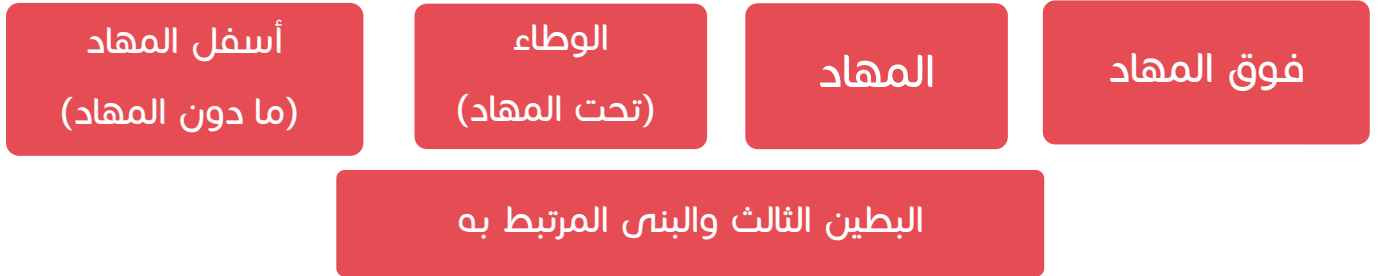 فوق المهاد
المهاد
الوطاء
(تحت المهاد)
أسفل المهاد
(ما دون المهاد)
البطين الثالث والبنى المرتبط به